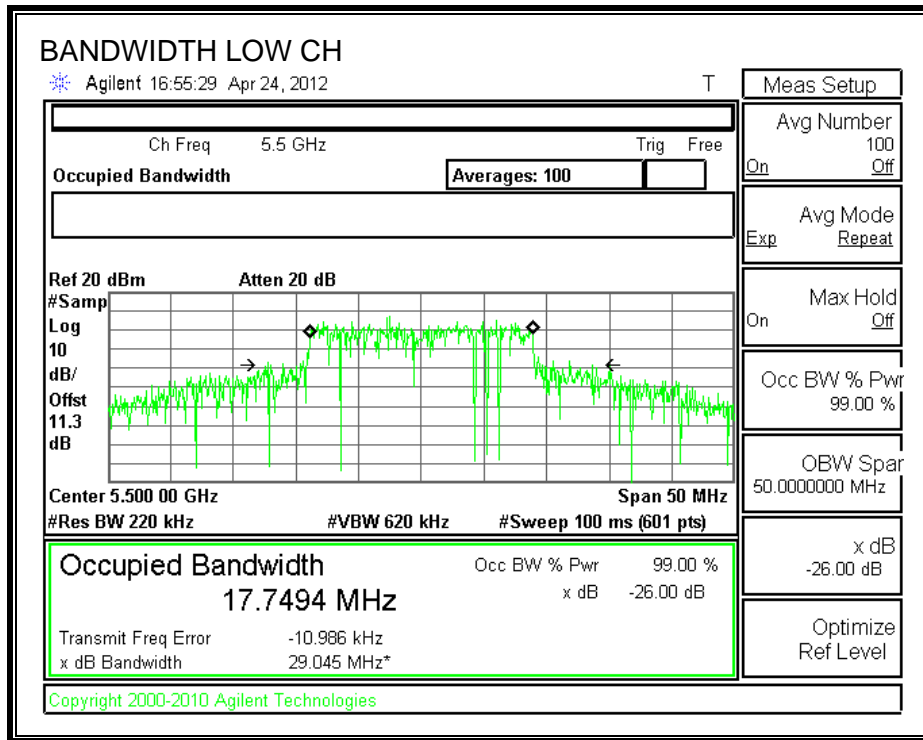 BANDWIDTH LOW CH
Agilent 16:55:29 Apr 24, 2012 T
Ch Freq 5.5 GHz Trig Free
Occupied Bandwidth Averages: 100
Ref 20 dBm Atten 20 dB
#Samp
Log
10
dB/
Offst
11.3
dB
Center 5.500 00 GHz Span 50 MHz
#Res BW 220 kHz #VBW 620 kHz #Sweep 100 ms (601 pts)
Occupied Bandwidth Occ BW % Pwr 99.00 %
17.7494 MHz x dB -26.00 dB
Transmit Freq Error -10.986 kHz
x dB Bandwidth 29.045 MHz*
Copyright 2000-2010 Agilent Technologies
Meas Setup
Avg Number
100
On Off
Avg Mode
Exp Repeat
Max Hold
On Off
Occ BW % Pwr
99.00 %
OBW Span
50.0000000 MHz
x dB
-26.00 dB
Optimize
Ref Level